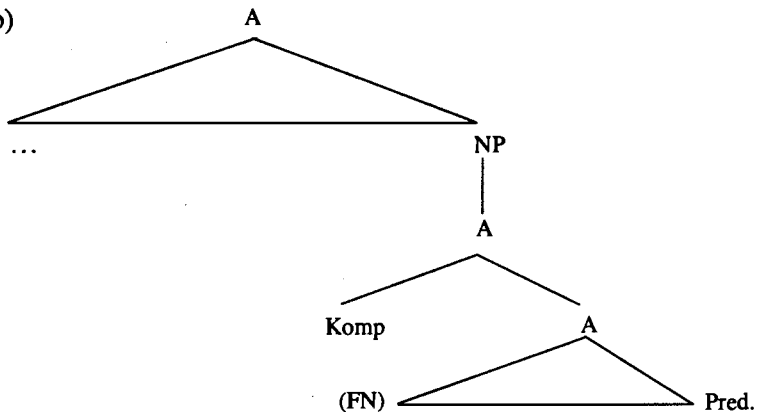 b)
A
... NP
A
Komp A
(FN) Pred.